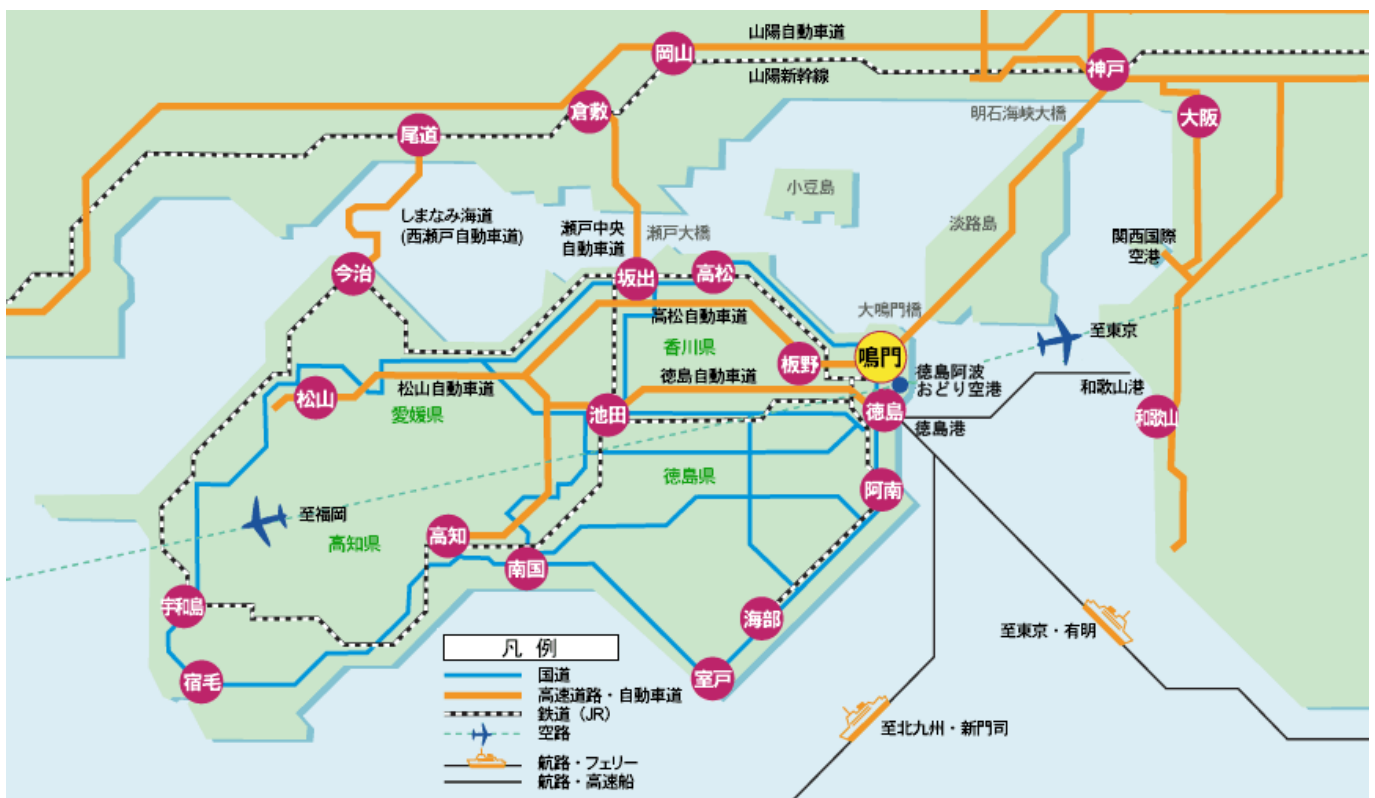 山陽自動車道
岡山
山陽新幹線
神戸
倉敷
明石海峡大橋
大阪
尾道
小豆島
しまなみ海道
(西瀬戸自動車道)
瀬戸中央
自動車道
瀬戸大橋
淡路島
関西国際
空港
今治
坂出
高松
大鳴門橋
高松自動車道
至東京
香川県
板野
鳴門
松山自動車道
徳島自動車道
徳島阿波
おどり空港
和歌山港
松山
愛媛県
池田
徳島
徳島港
和歌山
徳島県
阿南
至福岡
高知県
高知
南国
宇和島
海部
至東京・有明
凡例
宿毛
室戸
国道
高速道路・自動車道
鉄道（JR）
至北九州・新門司
空路
航路・フェリー
航路・高速船